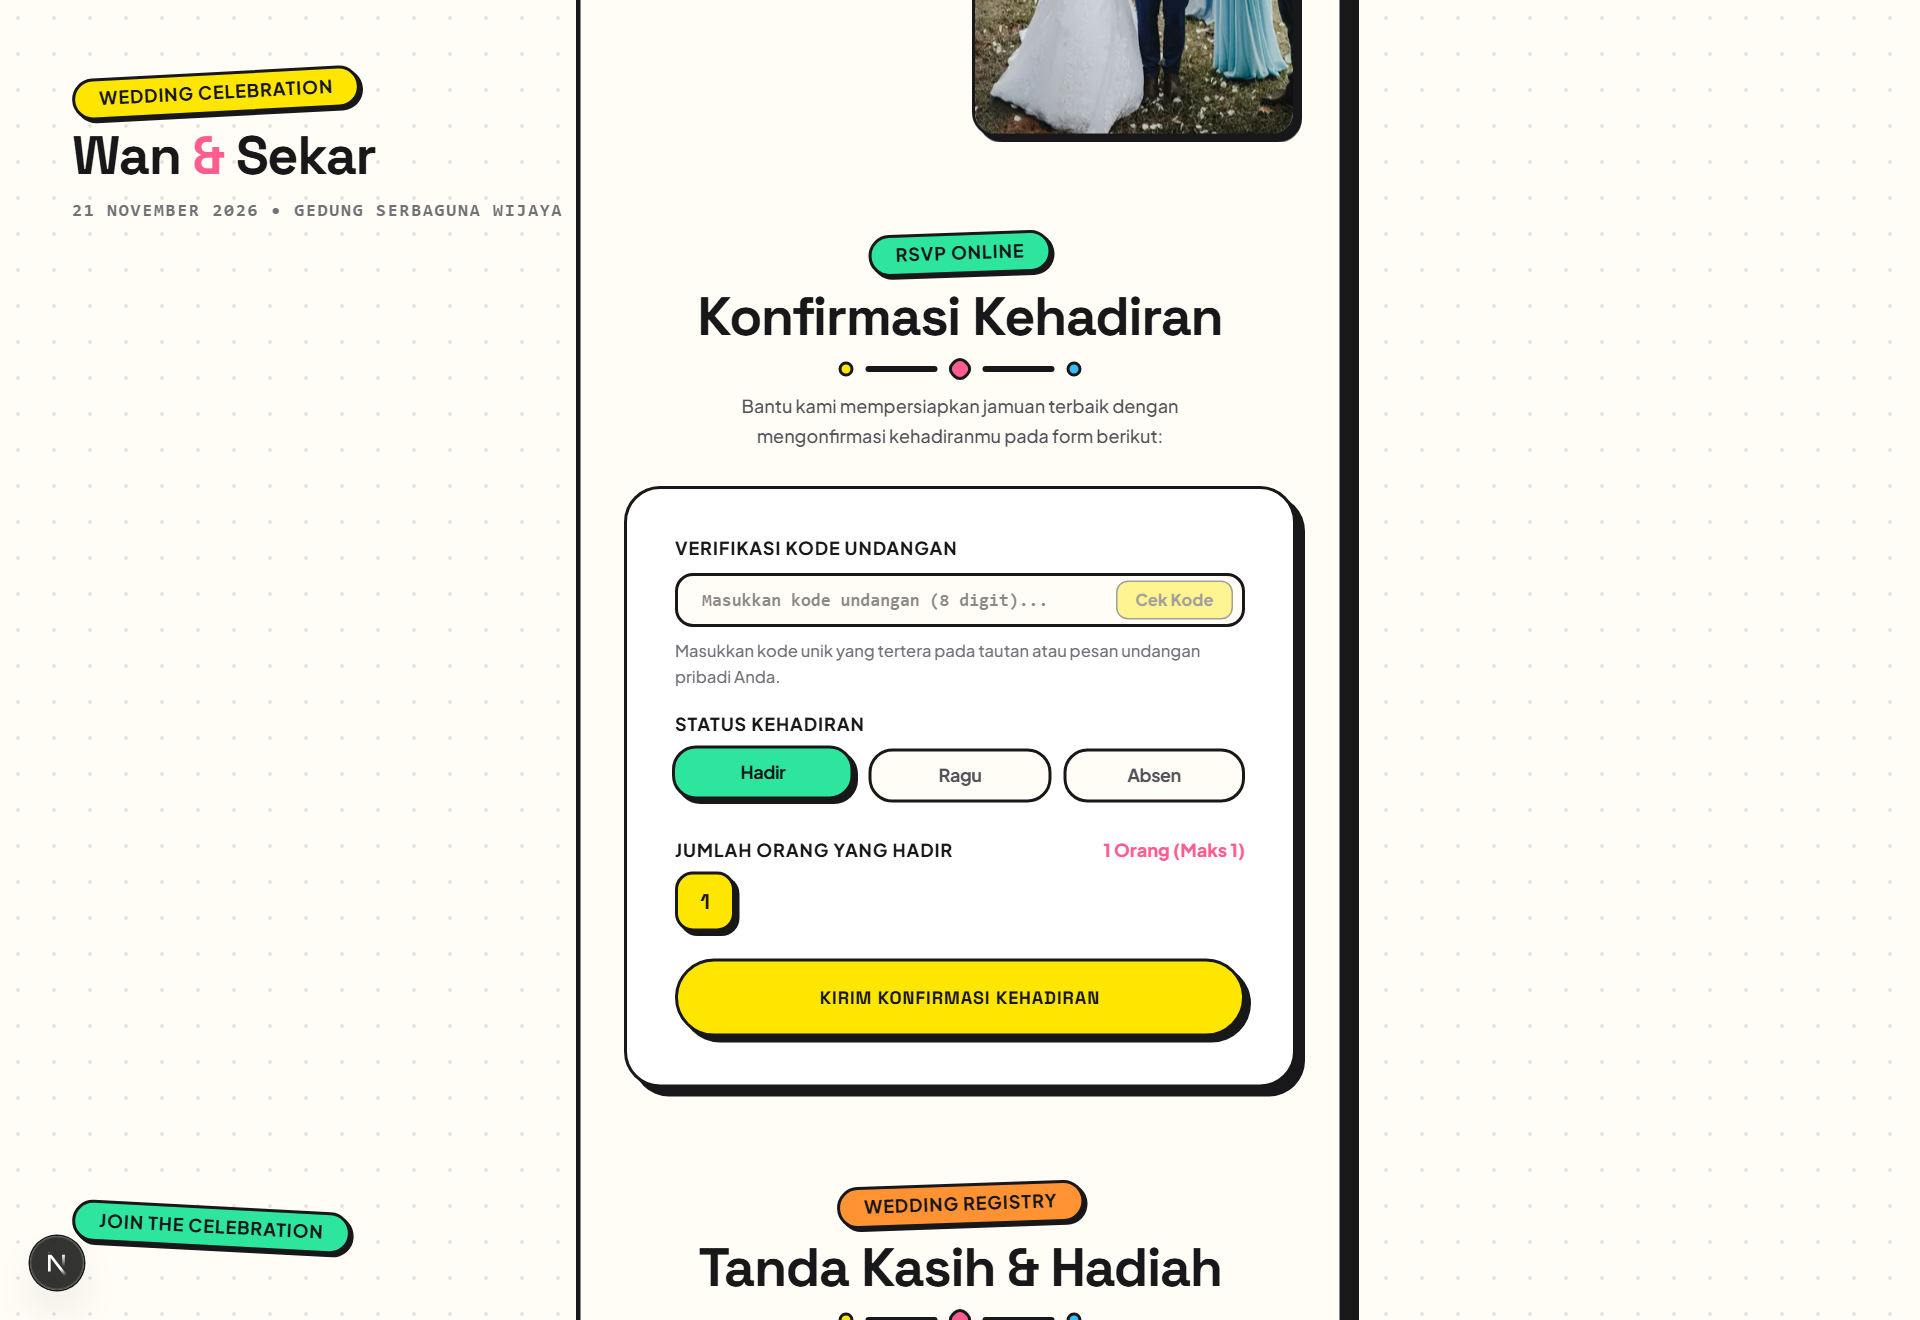 WEDDING CELEBRATION
Wan & Sekar
21 NOVEMBER 2026 • GEDUNG SERBAGUNA WIJAYA
RSVP ONLINE
Konfirmasi Kehadiran
Bantu kami mempersiapkan jamuan terbaik dengan
mengonfirmasi kehadiranmu pada form berikut:
VERIFIKASI KODE UNDANGAN
Masukkan kode undangan (8 digit)...
Cek Kode
Masukkan kode unik yang tertera pada tautan atau pesan undangan
pribadi Anda.
STATUS KEHADIRAN
Hadir
Ragu
Absen
JUMLAH ORANG YANG HADIR
1 Orang (Maks 1)
1
KIRIM KONFIRMASI KEHADIRAN
WEDDING REGISTRY
Tanda Kasih & Hadiah
JOIN THE CELEBRATION
N